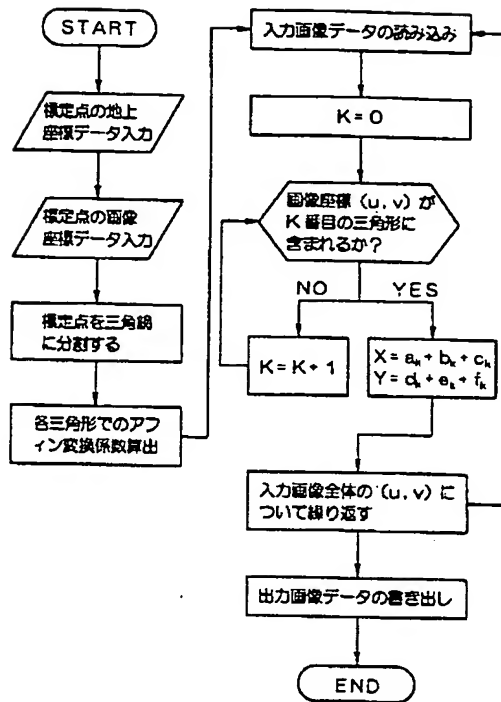 START
標定点の地上
座標データ入力
標定点の画像
座標データ入力
標定点を三角網
に分割する
各三角形でのアフ
ィン変換係数算出
入力画像データの読み込み
K=0
画像座標 (u, v) が
K 番目の三角形に
含まれるか?
NO
YES
K=K+1
X=aₖ+bₖ+cₖ
Y=dₖ+eₖ+fₖ
入力画像全体の (u, v) に
ついて繰り返す
出力画像データの書き出し
END